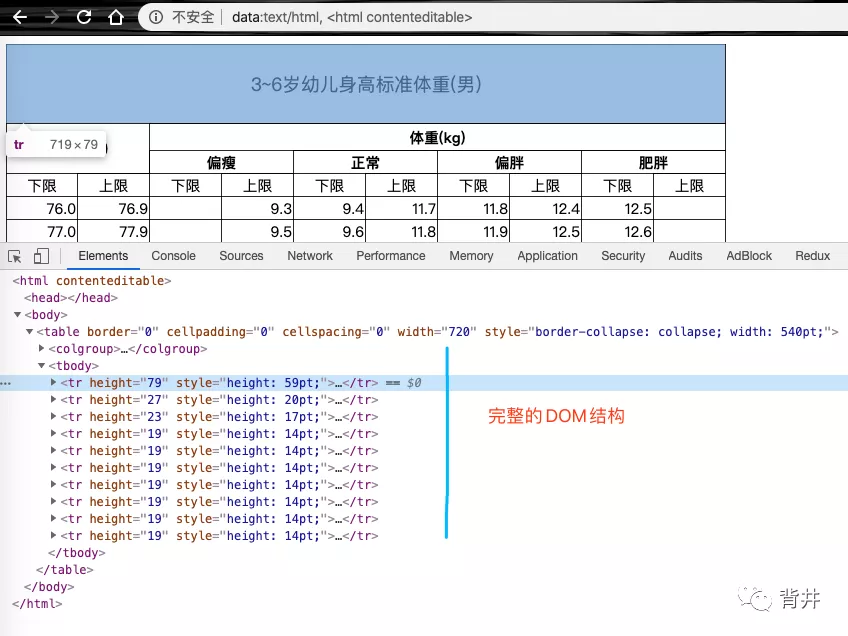 不安全 data:text/html, <html contenteditable>
3~6岁幼儿身高标准体重(男)
tr 719×79 )
体重(kg)
偏瘦 正常 偏胖 肥胖
下限 上限 下限 上限 下限 上限 下限 上限 下限 上限
76.0 76.9 9.3 9.4 11.7 11.8 12.4 12.5
77.0 77.9 9.5 9.6 11.8 11.9 12.5 12.6
Elements Console Sources Network Performance Memory Application Security Audits AdBlock Redux
<html contenteditable>
<head></head>
<body>
<table border="0" cellpadding="0" cellspacing="0" width="720" style="border-collapse: collapse; width: 540pt;">
<colgroup>…</colgroup>
<tbody>
<tr height="79" style="height: 59pt;">…</tr> == $0
<tr height="27" style="height: 20pt;">…</tr>
完整的DOM结构
<tr height="23" style="height: 17pt;">…</tr>
<tr height="19" style="height: 14pt;">…</tr>
<tr height="19" style="height: 14pt;">…</tr>
<tr height="19" style="height: 14pt;">…</tr>
<tr height="19" style="height: 14pt;">…</tr>
<tr height="19" style="height: 14pt;">…</tr>
<tr height="19" style="height: 14pt;">…</tr>
<tr height="19" style="height: 14pt;">…</tr>
</tbody>
</table>
</body>
</html>
背井